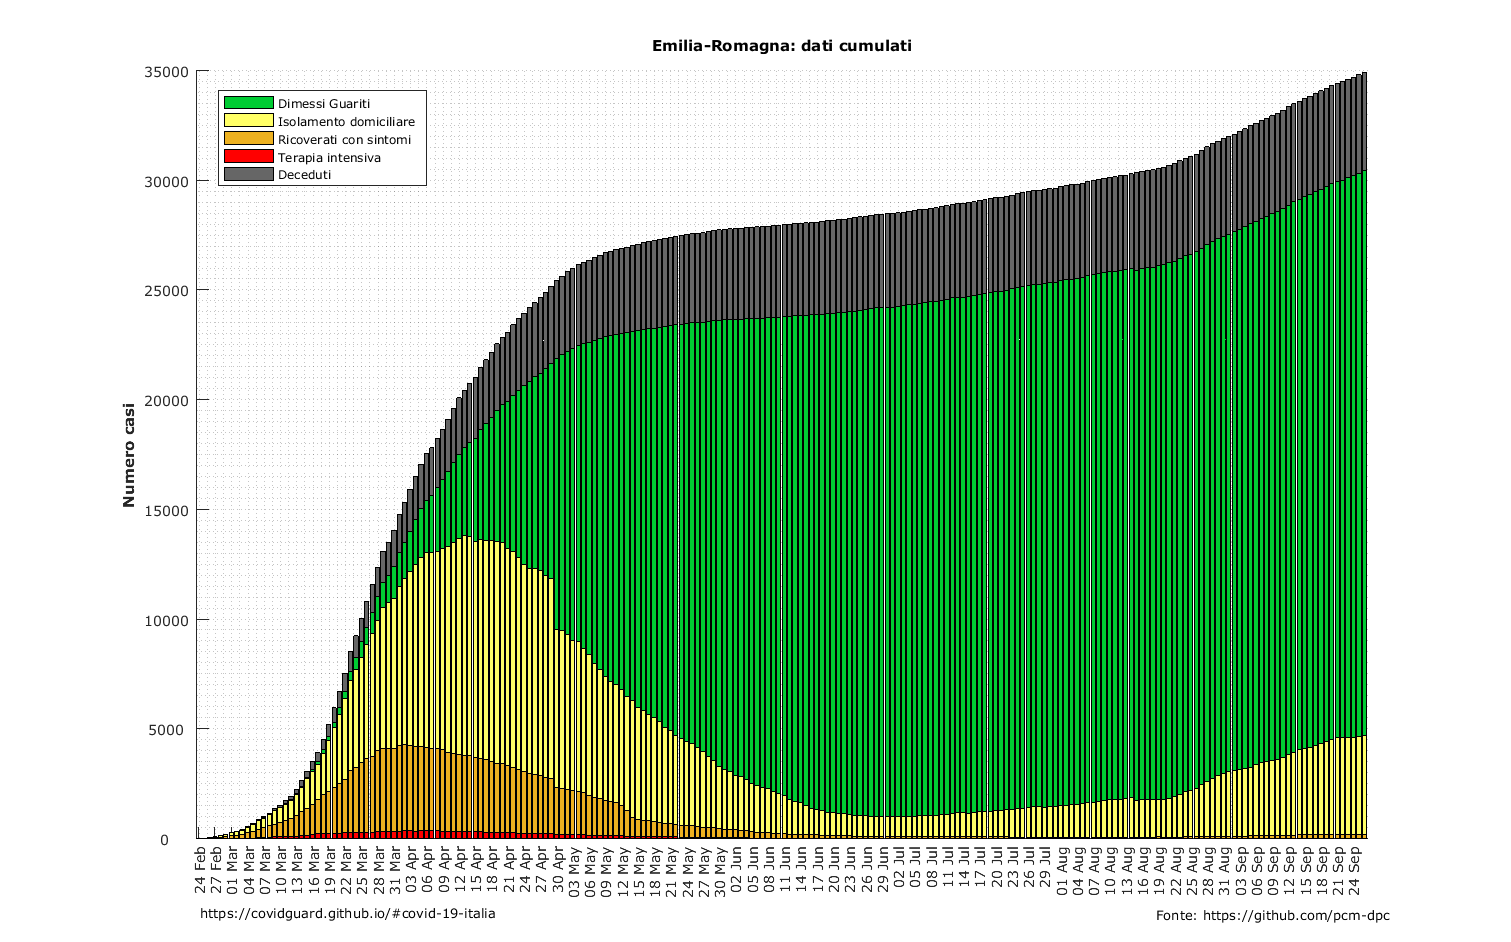 Emilia-Romagna: dati cumulati
35000
30000
25000
20000
15000
10000
5000
0
Numero casi
Dimessi Guariti
Isolamento domiciliare
Ricoverati con sintomi
Terapia intensiva
Deceduti
24 Feb
27 Feb
01 Mar
04 Mar
07 Mar
10 Mar
13 Mar
16 Mar
19 Mar
22 Mar
25 Mar
28 Mar
31 Mar
03 Apr
06 Apr
09 Apr
12 Apr
15 Apr
18 Apr
21 Apr
24 Apr
27 Apr
30 Apr
03 May
06 May
09 May
12 May
15 May
18 May
21 May
24 May
27 May
30 May
02 Jun
05 Jun
08 Jun
11 Jun
14 Jun
17 Jun
20 Jun
23 Jun
26 Jun
29 Jun
02 Jul
05 Jul
08 Jul
11 Jul
14 Jul
17 Jul
20 Jul
23 Jul
26 Jul
29 Jul
01 Aug
04 Aug
07 Aug
10 Aug
13 Aug
16 Aug
19 Aug
22 Aug
25 Aug
28 Aug
31 Aug
03 Sep
06 Sep
09 Sep
12 Sep
15 Sep
18 Sep
21 Sep
24 Sep
https://covidguard.github.io/#covid-19-italia
Fonte: https://github.com/pcm-dpc